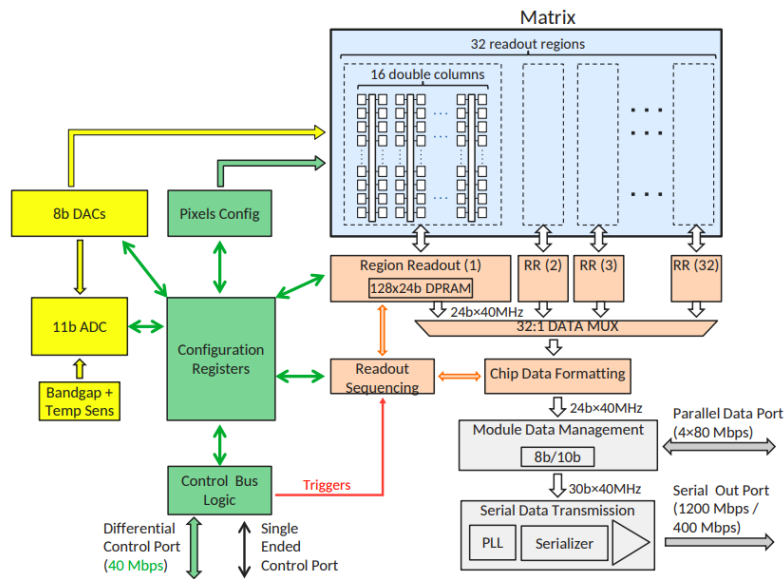 Matrix
32 readout regions
16 double columns
8b DACs
Pixels Config
Region Readout (1)
128x24b DPRAM
RR (2)
RR (3)
RR (32)
24b×40MHz
32:1 DATA MUX
11b ADC
Configuration
Registers
Readout
Sequencing
Chip Data Formatting
Bandgap +
Temp Sens
24b×40MHz
Module Data Management
8b/10b
Parallel Data Port
(4×80 Mbps)
Control Bus
Logic
Triggers
30b×40MHz
Serial Data Transmission
PLL
Serializer
Serial Out Port
(1200 Mbps /
400 Mbps)
Differential
Control Port
(40 Mbps)
Single
Ended
Control Port